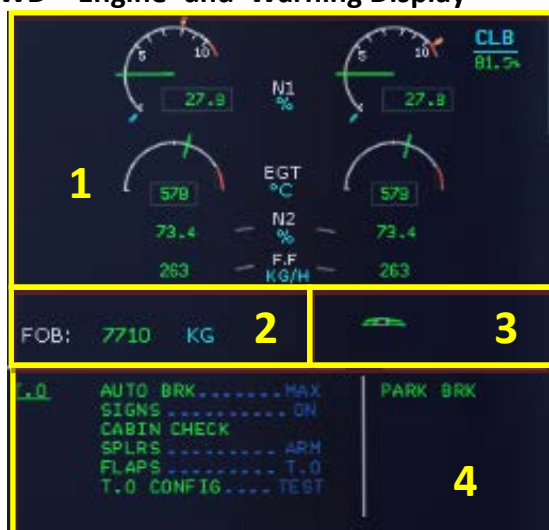 WD – Engine and Warning Display
CLB
81.5%
5 10 5 10
27.8 N1 % 27.8
1
EGT °C
578 579
73.4 N2 % 73.4
263 F.F KG/H 263
FOB: 7710 KG 2
3
T.O AUTO BRK.......MAX PARK BRK
SIGNS..........ON
CABIN CHECK
SPLRS.........ARM
FLAPS.........T.O
T.O CONFIG....TEST
4